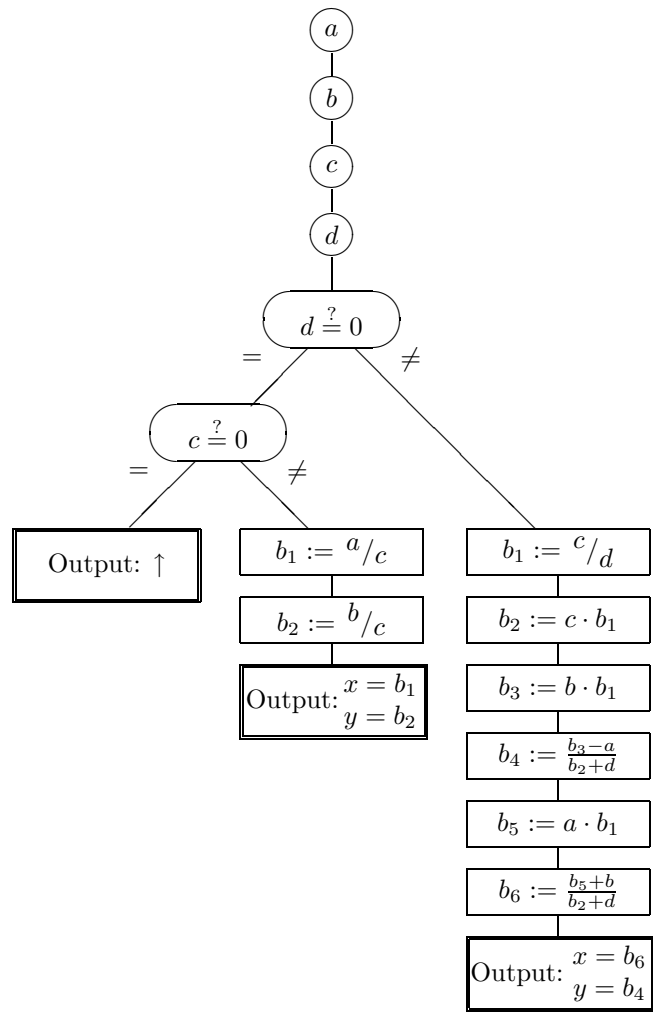 a
b
c
d
d ≟ 0
= ≠
c ≟ 0
= ≠
Output: ↑
b₁ := a/c
b₂ := b/c
Output: x = b₁
y = b₂
b₁ := c/d
b₂ := c · b₁
b₃ := b · b₁
b₄ := (b₃−a)/(b₂+d)
b₅ := a · b₁
b₆ := (b₅+b)/(b₂+d)
Output: x = b₆
y = b₄